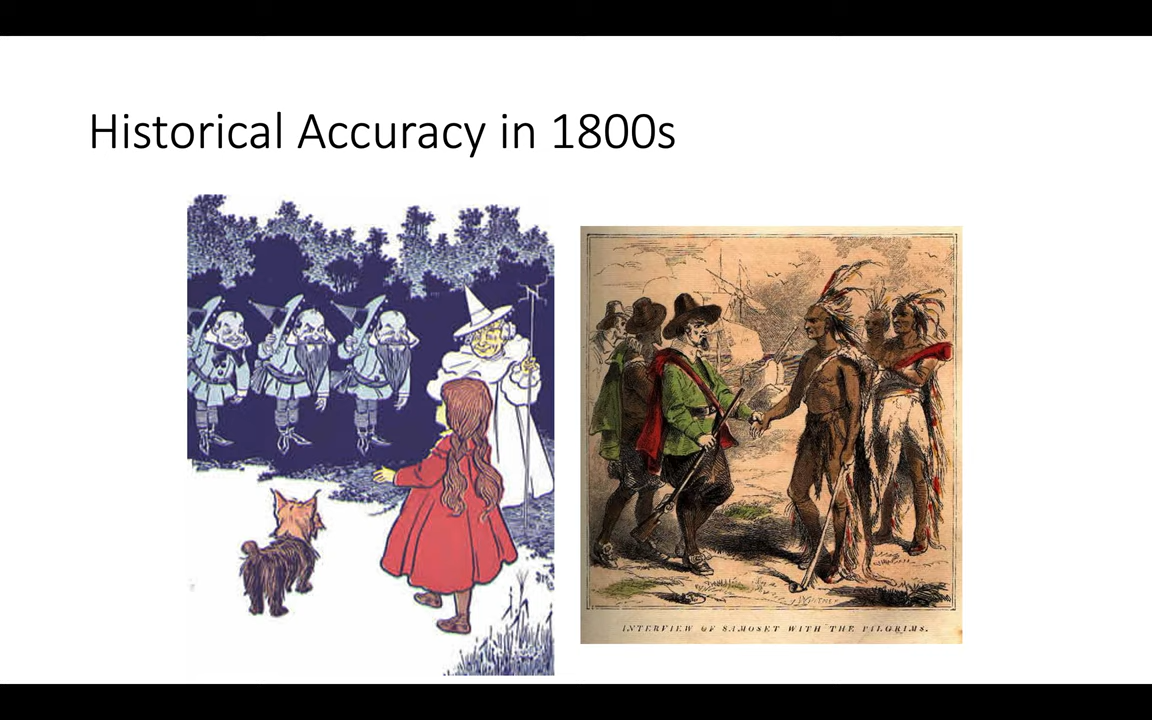 Historical Accuracy in 1800s
INTERVIEW OF SAMOSET WITH THE PILGRIMS.